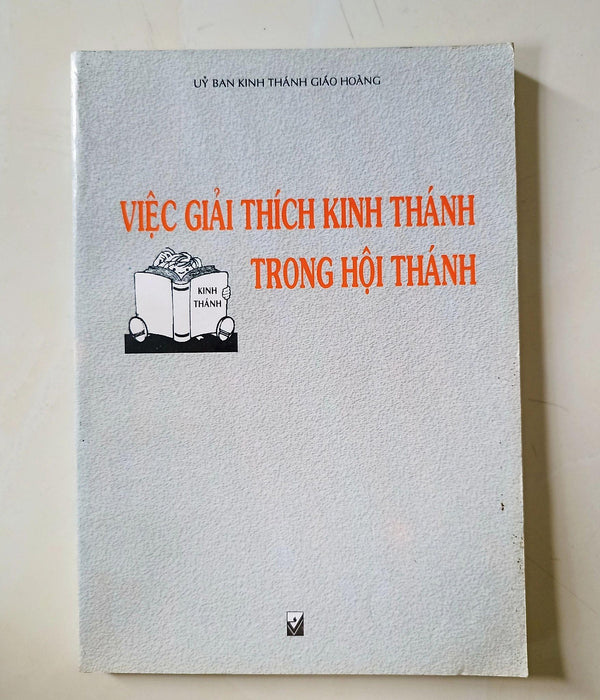 UỶ BAN KINH THÁNH GIÁO HOÀNG
VIỆC GIẢI THÍCH KINH THÁNH
TRONG HỘI THÁNH
KINH
THÁNH